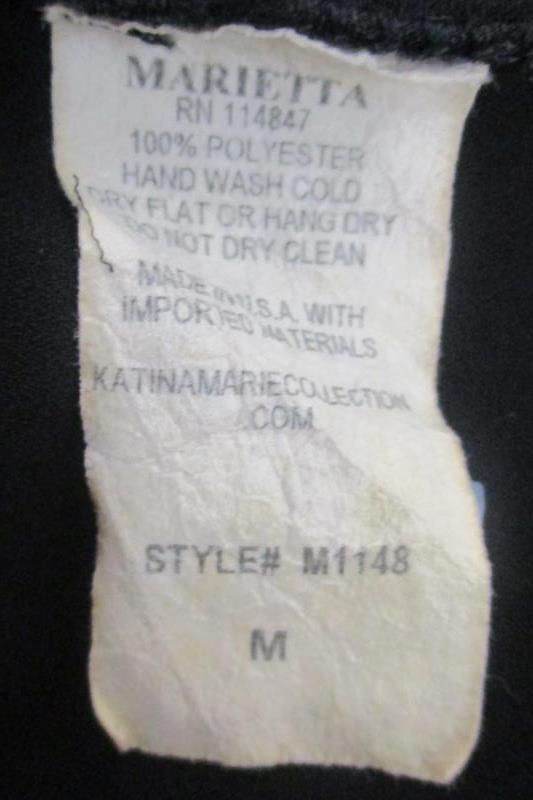 MARIETTA
RN 114847
100% POLYESTER
HAND WASH COLD
DRY FLAT OR HANG DRY
DO NOT DRY CLEAN
MADE IN U.S.A. WITH
IMPORTED MATERIALS
KATINAMARIECOLLECTION
.COM
STYLE# M1148
M